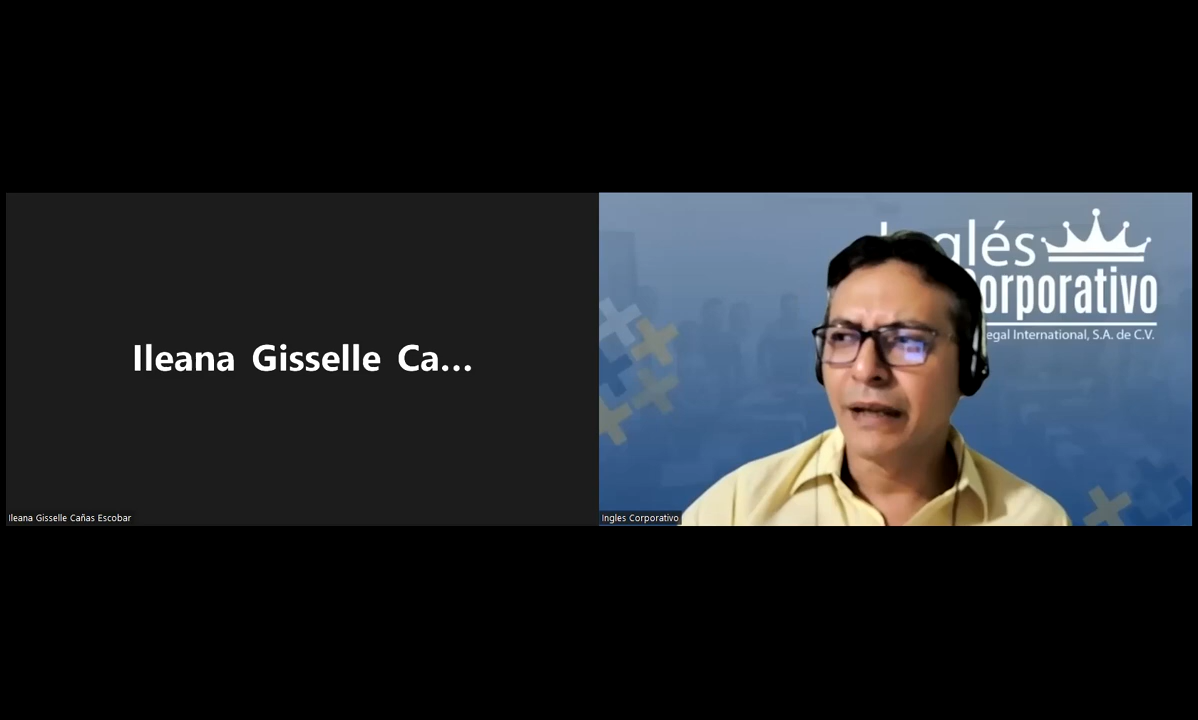 Ileana Gisselle Ca...
Ileana Gisselle Cañas Escobar
Inglés
Corporativo
egal International, S.A. de C.V.
Ingles Corporativo